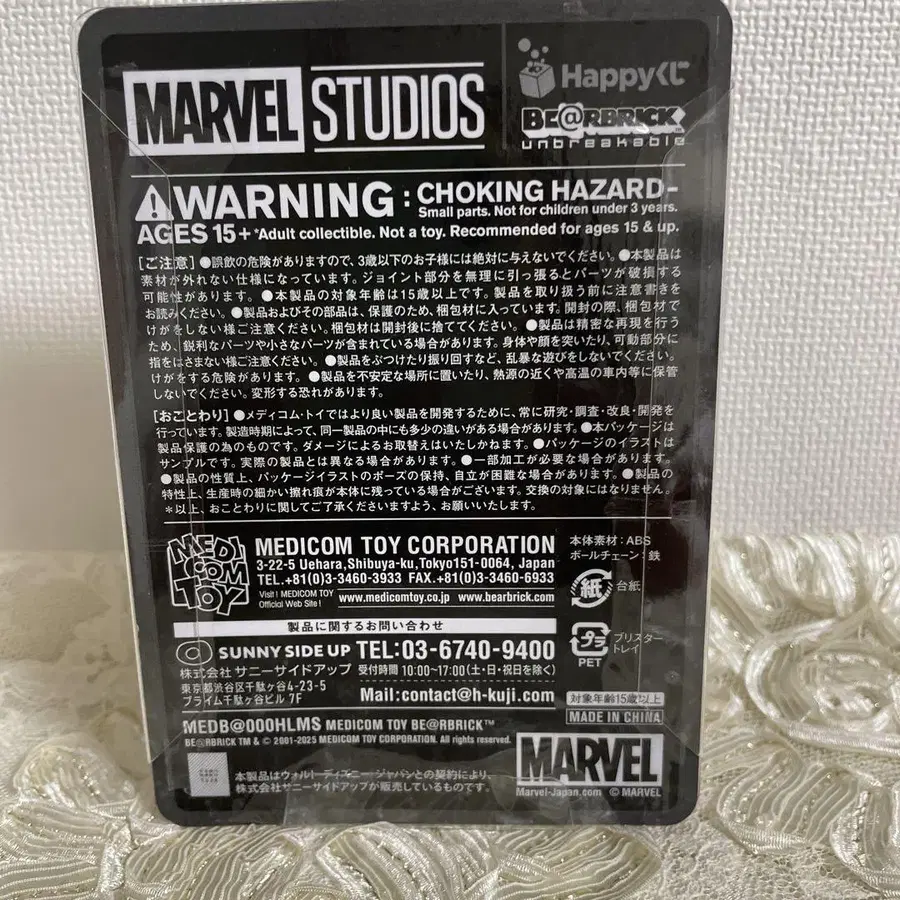 MARVEL STUDIOS
Happyくじ
BE@RBRICK™
unbreakable
WARNING : CHOKING HAZARD-
Small parts. Not for children under 3 years.
AGES 15+ *Adult collectible. Not a toy. Recommended for ages 15 & up.
[ご注意] ●誤飲の危険がありますので、3歳以下のお子様には絶対に与えないでください。●本製品は
素材が外れない仕様になっています。ジョイント部分を無理に引っ張るとパーツが破損する
可能性があります。●本製品の対象年齢は15歳以上です。製品を取り扱う前に注意書きを
お読みください。●製品およびその部品は、保護のため、梱包材に入っています。開封の際、梱包材で
けがをしない様ご注意ください。梱包材は開封後に捨ててください。●製品は精密な再現を行う
ため、鋭利なパーツや小さなパーツが含まれている場合があります。身体や顔を突いたり、可動部分に
指をはさまない様ご注意ください。●製品をぶつけたり振り回すなど、乱暴な遊びをしないでください。
けがをする危険があります。●製品を不安定な場所に置いたり、熱源の近くや高温の車内等に保管
しないでください。変形する恐れがあります。
[おことわり] ●メディコム・トイではより良い製品を開発するために、常に研究・調査・改良・開発を
行っています。製造時期によって、同一製品の中にも多少の違いがある場合があります。●本パッケージは
製品保護の為のものです。ダメージによるお取替えはいたしかねます。●パッケージのイラストは
サンプルです。実際の製品とは異なる場合があります。●一部加工が必要な場合があります。
●製品の性質上、パッケージイラストのポーズの保持、自立が困難な場合があります。●製品の
特性上、生産時の細かい擦れ痕が本体に残っている場合がございます。交換の対象にはなりません。
*以上、おことわりに関してご了承くださいますよう、お願いいたします。
MEDICOM TOY
MEDICOM TOY CORPORATION
3-22-5 Uehara,Shibuya-ku,Tokyo151-0064, Japan
TEL.+81(0)3-3460-3933 FAX.+81(0)3-3460-6933
Visit ! MEDICOM TOY
Official Web Site !
www.medicomtoy.co.jp www.bearbrick.com
本体素材:ABS
ボールチェーン:鉄
紙 台紙
製品に関するお問い合わせ
SUNNY SIDE UP TEL:03-6740-9400
株式会社 サニーサイドアップ 受付時間 10:00~17:00(土・日・祝日を除く)
東京都渋谷区千駄ヶ谷4-23-5
プライム千駄ヶ谷ビル 7F
Mail:contact@h-kuji.com
プラ
PET
ブリスター
トレイ
対象年齢15歳以上
MADE IN CHINA
MEDB@000HLMS MEDICOM TOY BE@RBRICK™
BE@RBRICK TM & © 2001-2025 MEDICOM TOY CORPORATION. All rights reserved.
本製品はウォルト・ディズニー・ジャパンとの契約により、
株式会社サニーサイドアップが販売しているものです。
MARVEL
Marvel-Japan.com © MARVEL